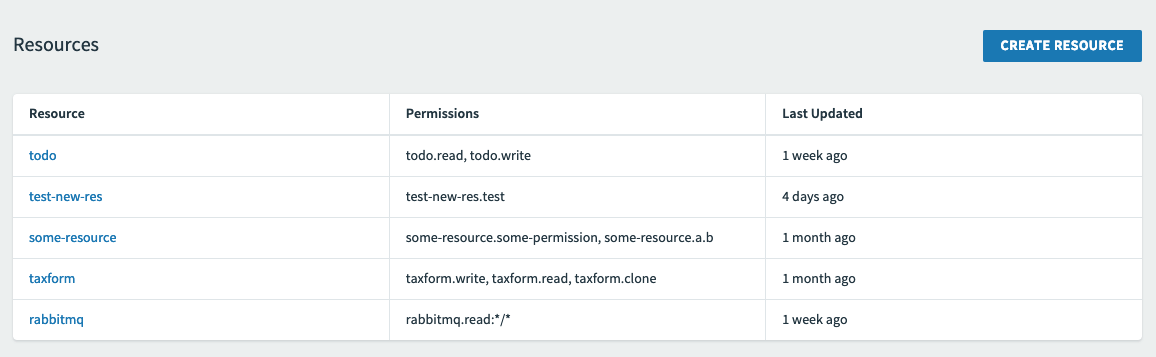 Resources
CREATE RESOURCE
Resource Permissions Last Updated
todo todo.read, todo.write 1 week ago
test-new-res test-new-res.test 4 days ago
some-resource some-resource.some-permission, some-resource.a.b 1 month ago
taxform taxform.write, taxform.read, taxform.clone 1 month ago
rabbitmq rabbitmq.read:*/* 1 week ago